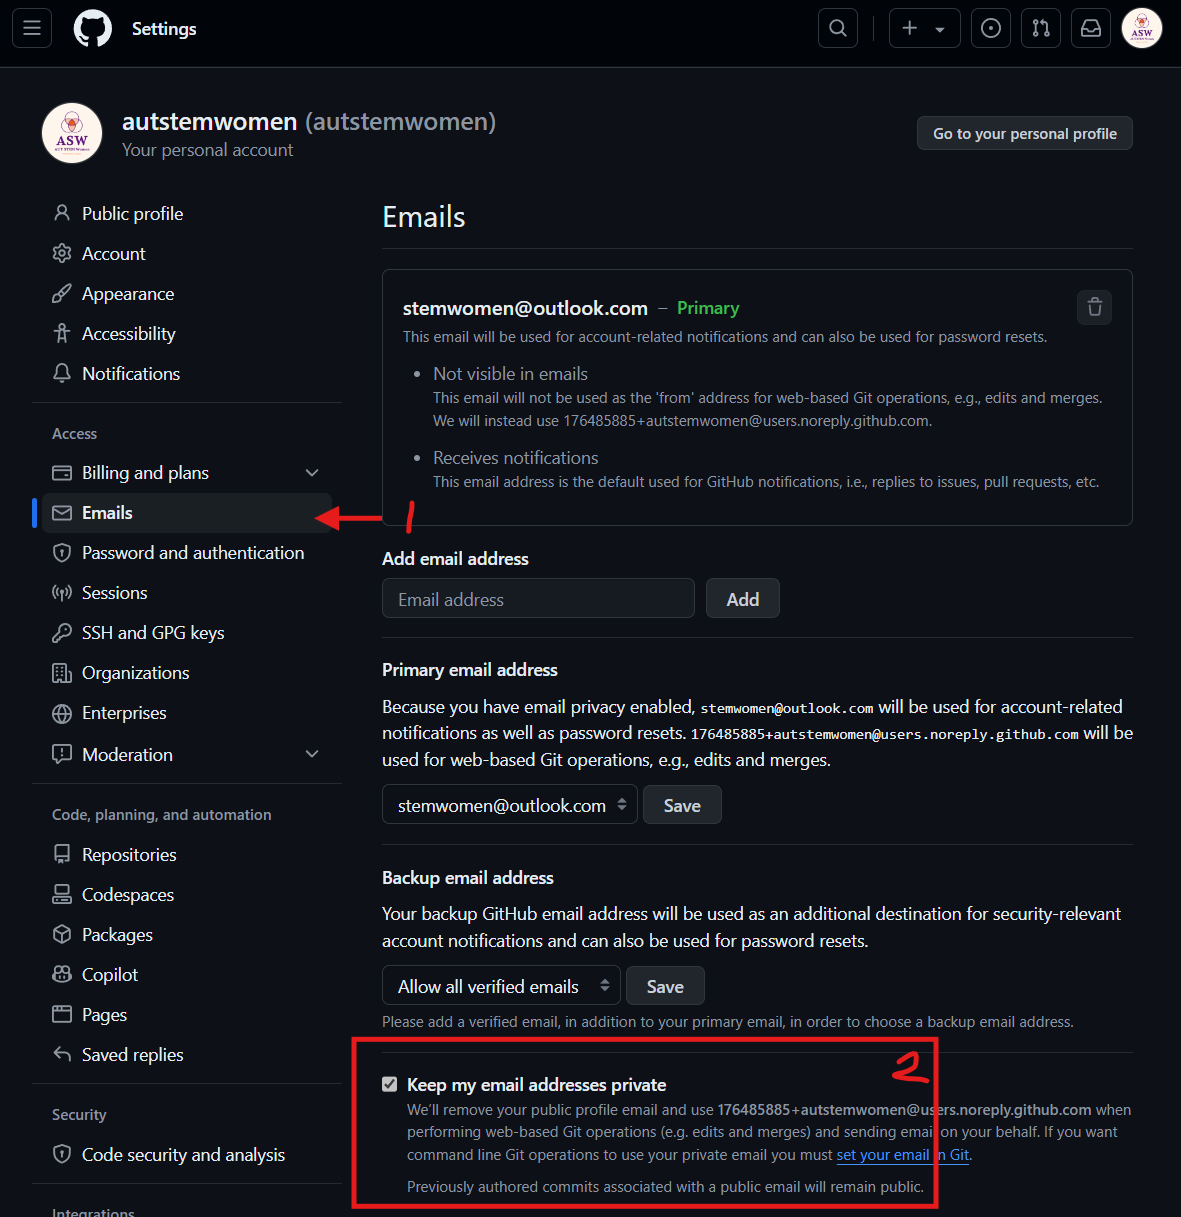 Settings
ASW
autstemwomen (autstemwomen)
Your personal account
Go to your personal profile
ASW
AUT STEM Women
Public profile
Account
Appearance
Accessibility
Notifications
Access
Billing and plans
Emails
Password and authentication
Sessions
SSH and GPG keys
Organizations
Enterprises
Moderation
Code, planning, and automation
Repositories
Codespaces
Packages
Copilot
Pages
Saved replies
Security
Code security and analysis
Integrations
Emails
stemwomen@outlook.com – Primary
This email will be used for account-related notifications and can also be used for password resets.
Not visible in emails
This email will not be used as the 'from' address for web-based Git operations, e.g., edits and merges.
We will instead use 176485885+autstemwomen@users.noreply.github.com.
Receives notifications
This email address is the default used for GitHub notifications, i.e., replies to issues, pull requests, etc.
1
Add email address
Email address
Add
Primary email address
Because you have email privacy enabled, stemwomen@outlook.com will be used for account-related
notifications as well as password resets. 176485885+autstemwomen@users.noreply.github.com will be
used for web-based Git operations, e.g., edits and merges.
stemwomen@outlook.com
Save
Backup email address
Your backup GitHub email address will be used as an additional destination for security-relevant
account notifications and can also be used for password resets.
Allow all verified emails
Save
Please add a verified email, in addition to your primary email, in order to choose a backup email address.
2
Keep my email addresses private
We'll remove your public profile email and use 176485885+autstemwomen@users.noreply.github.com when
performing web-based Git operations (e.g. edits and merges) and sending email on your behalf. If you want
command line Git operations to use your private email you must set your email in Git.
Previously authored commits associated with a public email will remain public.